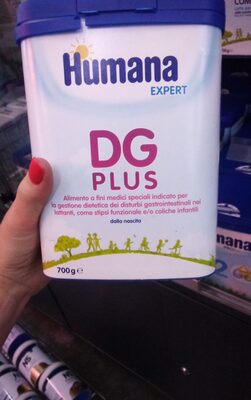 Humana
EXPERT
DG
PLUS
Alimento a fini medici speciali indicato per
la gestione dietetica dei disturbi gastrointestinali nei
lattanti, come stipsi funzionale e/o coliche infantili
dalla nascita
700g e
umana